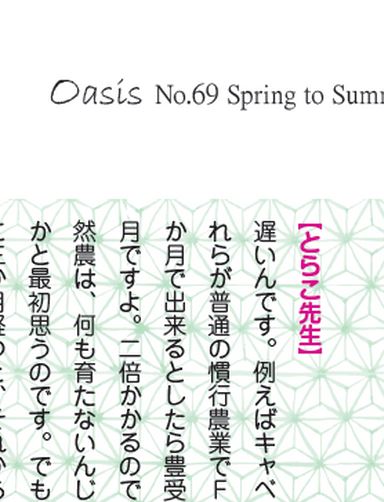 Oasis No.69 Spring to Sum
【とらこ先生】
遅いんです。例えばキャベ
れらが普通の慣行農業でF
か月で出来るとしたら豊受
月ですよ。二倍かかるので
然農は、何も育たないんじ
かと最初思うのです。でも